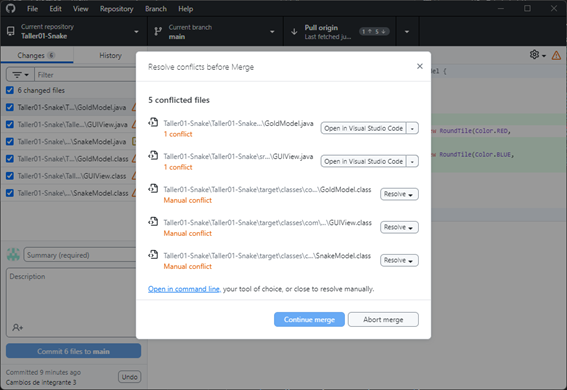 File Edit View Repository Branch Help
Current repository
Taller01-Snake
Current branch
main
Pull origin
Last fetched ju... 1 5
Changes 6
History
Filter
6 changed files
Taller01-Snake\T...\GoldModel.java
Taller01-Snake\Talle...\GUIView.java
Taller01-Snake\...\SnakeModel.java
Taller01-Snake\T...\GoldModel.class
Taller01-Snake\...\GUIView.class
Taller01-Snake\...\SnakeModel.class
Summary (required)
Description
Commit 6 files to main
Committed 9 minutes ago
Cambios de integrante 3
Undo
RoundTile(Color.RED,
RoundTile(Color.BLUE,
Resolve conflicts before Merge
5 conflicted files
Taller01-Snake\Taller01-Snake...\GoldModel.java
1 conflict
Open in Visual Studio Code
Taller01-Snake\Taller01-Snake\sr...\GUIView.java
1 conflict
Open in Visual Studio Code
Taller01-Snake\Taller01-Snake\target\classes\co...\GoldModel.class
Manual conflict
Resolve
Taller01-Snake\Taller01-Snake\target\classes\com\...\GUIView.class
Manual conflict
Resolve
Taller01-Snake\Taller01-Snake\target\classes\c...\SnakeModel.class
Manual conflict
Resolve
Open in command line, your tool of choice, or close to resolve manually.
Continue merge
Abort merge